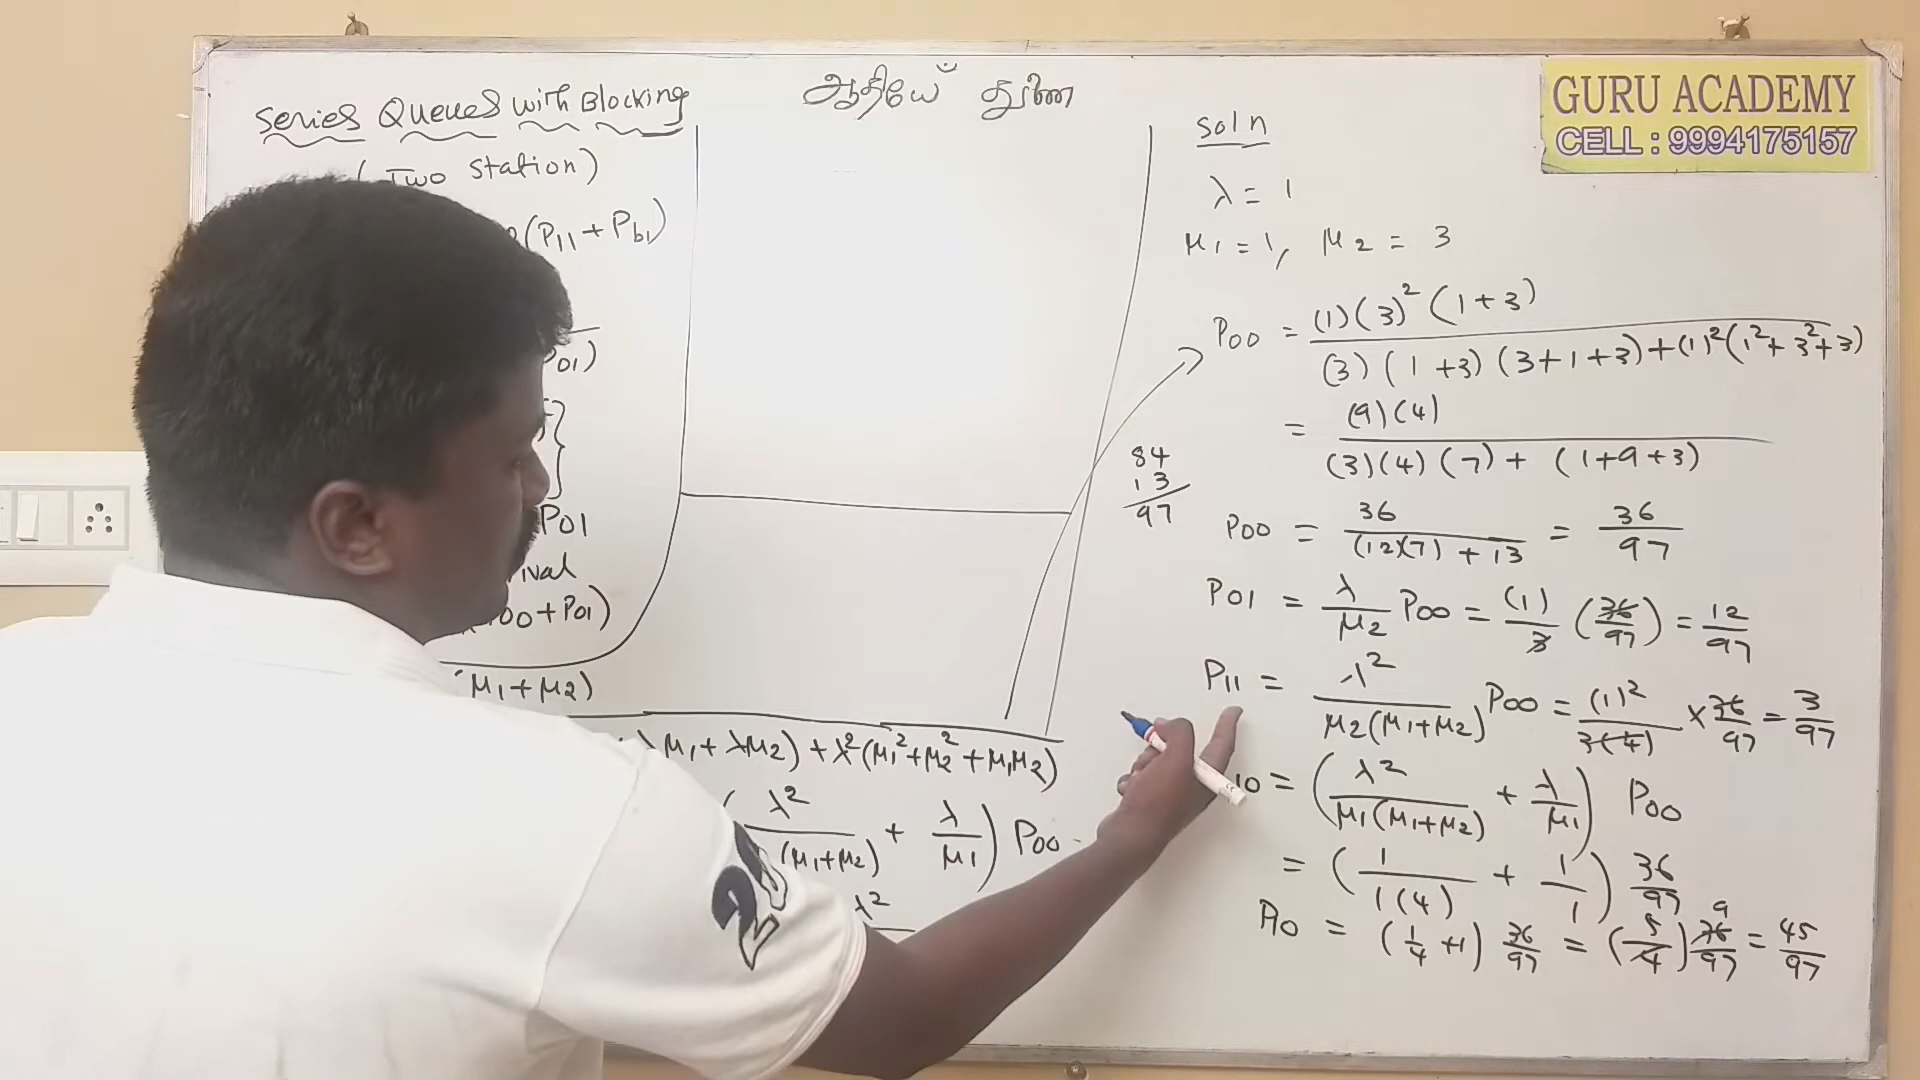 ஆதியே துணை
GURU ACADEMY
CELL : 9994175157
Series Queues with Blocking
(Two Station)
(P11 + Pb1)
P01)
P01
P00 + P01)
μ1 + μ2)
λμ1 + λμ2) + λ²(μ1² + μ2² + μ1μ2)
(λ² / (μ1 + μ2) + λ/μ1) P00
λ²
84
13
97
soln
λ = 1
μ1 = 1, μ2 = 3
P00 = (1)(3)²(1+3) / (3)(1+3)(3+1+3)+(1)²(1²+3²+3)
= (9)(4) / (3)(4)(7) + (1+9+3)
P00 = 36 / (12)(7) + 13 = 36/97
P01 = λ/μ2 P00 = (1)/3 (36/97) = 12/97
P11 = λ² / μ2(μ1+μ2) P00 = (1)² / 3(4) × 36/97 = 3/97
10 = (λ² / μ1(μ1+μ2) + λ/μ1) P00
= (1 / 1(4) + 1/1) 36/97
P10 = (1/4 + 1) 36/97 = (5/4) 36/97 9 = 45/97